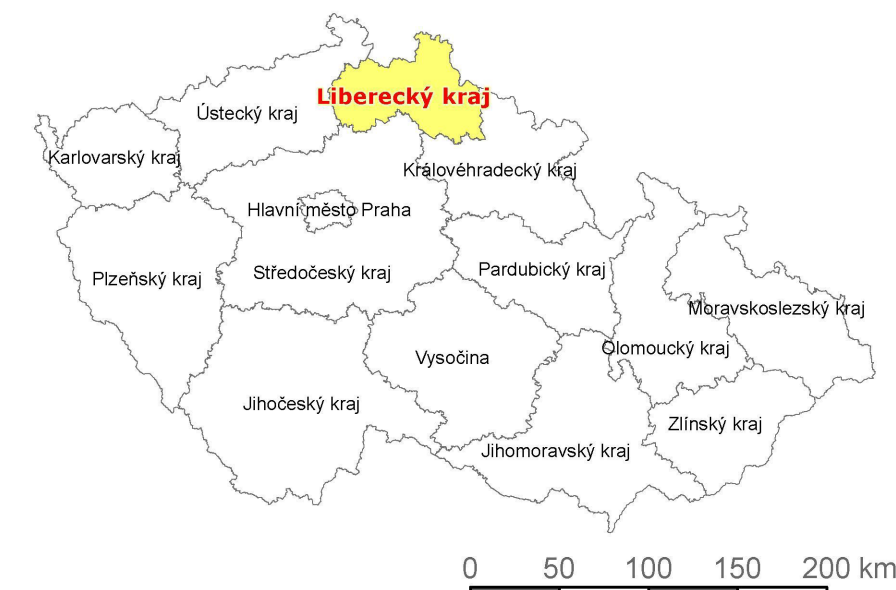 Liberecký kraj
Ústecký kraj
Karlovarský kraj
Královéhradecký kraj
Hlavní město Praha
Plzeňský kraj
Středočeský kraj
Pardubický kraj
Moravskoslezský kraj
Olomoucký kraj
Vysočina
Jihočeský kraj
Zlínský kraj
Jihomoravský kraj
0 50 100 150 200 km